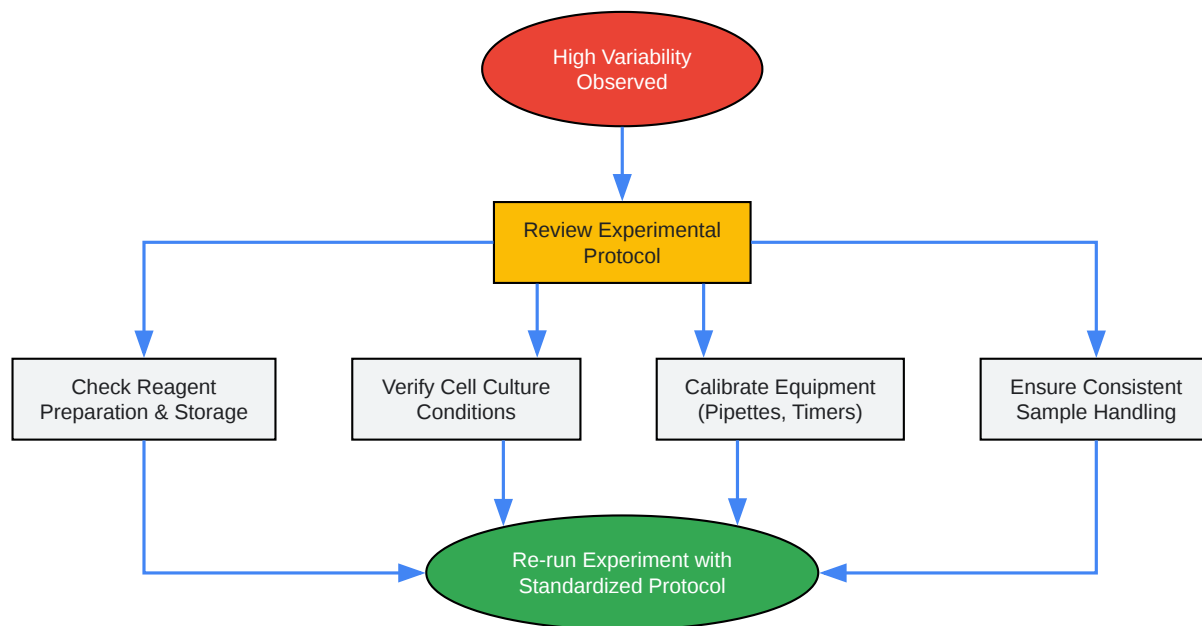 High Variability
Observed
Review Experimental
Protocol
Check Reagent
Preparation & Storage
Verify Cell Culture
Conditions
Calibrate Equipment
(Pipettes, Timers)
Ensure Consistent
Sample Handling
Re-run Experiment with
Standardized Protocol